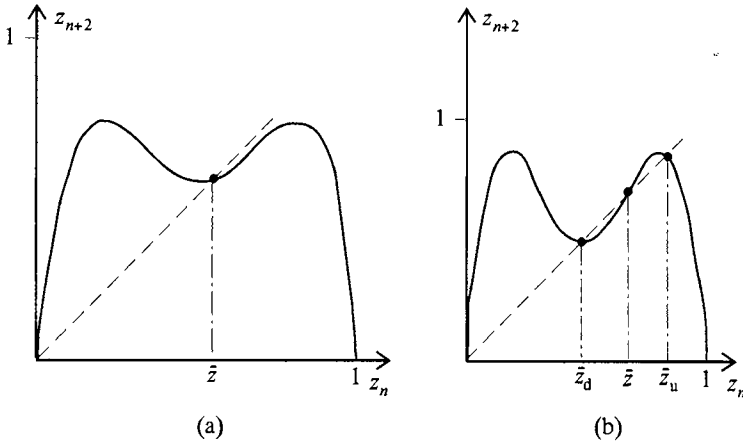 z_{n+2}
1
z̄
1
z_n
(a)
z_{n+2}
1
z̄_d
z̄
z̄_u
1
z_n
(b)